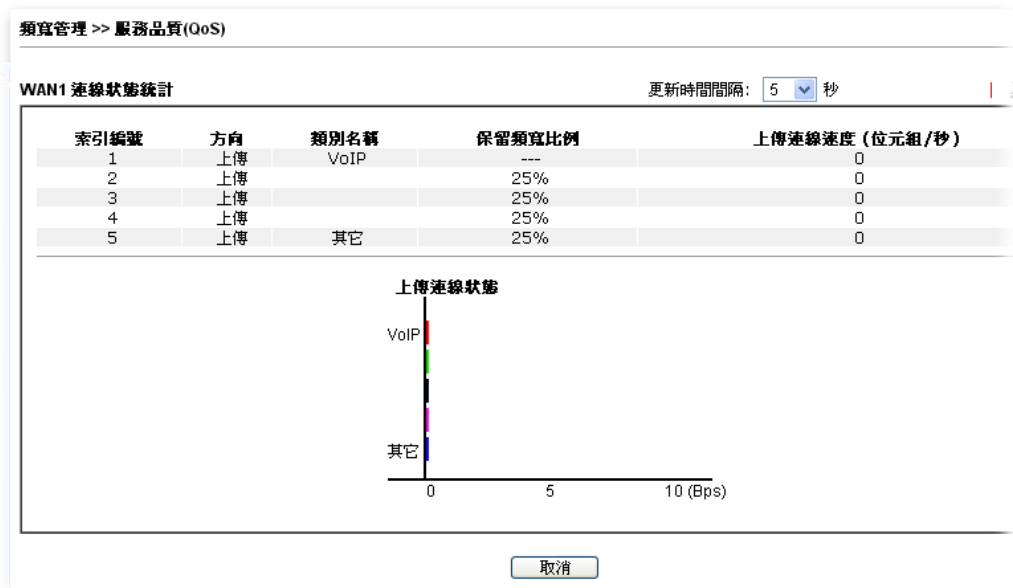 頻寬管理 >> 服務品質(QoS)
WAN1 連線狀態統計 更新時間間隔: 5 秒
索引編號 方向 類別名稱 保留頻寬比例 上傳連線速度 (位元組/秒)
1 上傳 VoIP --- 0
2 上傳 25% 0
3 上傳 25% 0
4 上傳 25% 0
5 上傳 其它 25% 0
上傳連線狀態
VoIP
其它
0 5 10 (Bps)
取消